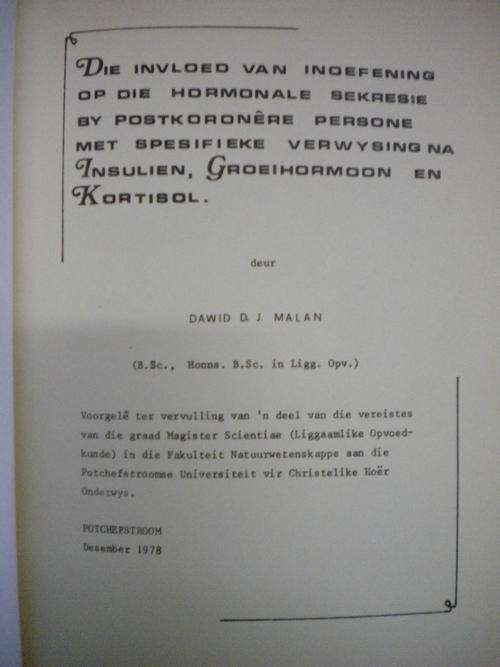 DIE INVLOED VAN INOEFENING
OP DIE HORMONALE SEKRESIE
BY POSTKORONÊRE PERSONE
MET SPESIFIEKE VERWYSING NA
INSULIEN, GROEIHORMOON EN
KORTISOL.
deur
DAWID D. J. MALAN
(B.Sc., Honns. B.Sc. in Ligg. Opv.)
Voorgelê ter vervulling van 'n deel van die vereistes
van die graad Magister Scientiae (Liggaamlike Opvoed-
kunde) in die Fakulteit Natuurwetenskappe aan die
Potchefstroomse Universiteit vir Christelike Hoër
Onderwys.
POTCHEFSTROOM
Desember 1978